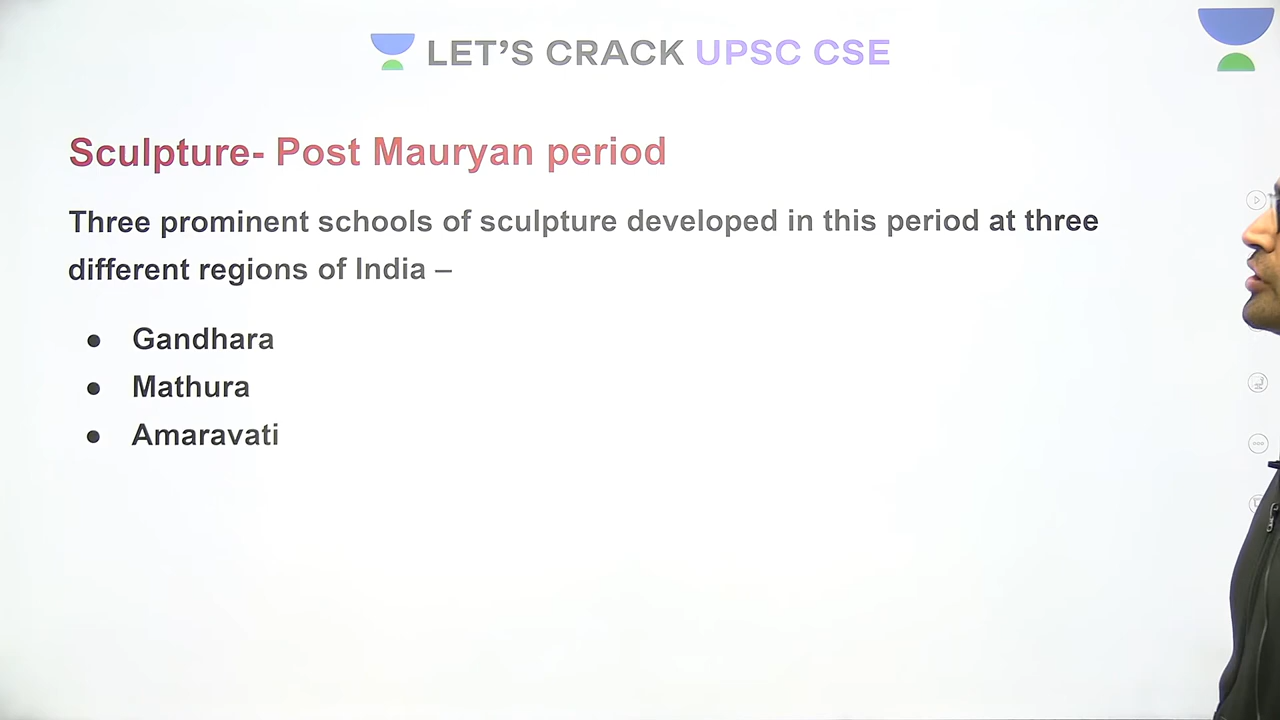 LET'S CRACK UPSC CSE
Sculpture- Post Mauryan period
Three prominent schools of sculpture developed in this period at three
different regions of India –
● Gandhara
● Mathura
● Amaravati